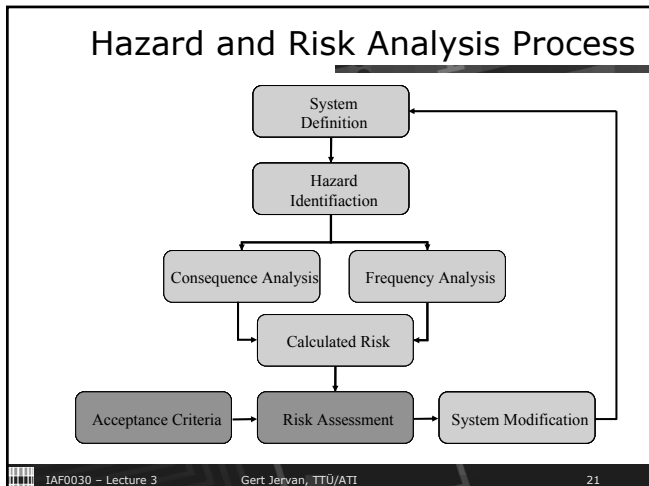 Hazard and Risk Analysis Process
System
Definition
Hazard
Identifiaction
Consequence Analysis
Frequency Analysis
Calculated Risk
Acceptance Criteria
Risk Assessment
System Modification
IAF0030 – Lecture 3
Gert Jervan, TTÜ/ATI
21